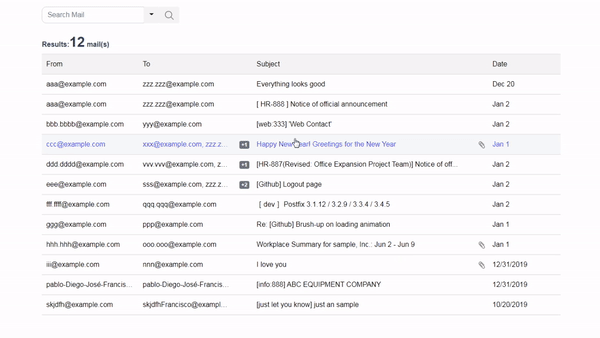 Search Mail
Results: 12 mail(s)
From To Subject Date
aaa@example.com zzz.zzz@example.com Everything looks good Dec 20
aaa@example.com zzz.zzz@example.com [ HR-888 ] Notice of official announcement Jan 2
bbb.bbbb@example.com yyy@example.com [web:333] 'Web Contact' Jan 2
ccc@example.com xxx@example.com, zzz.z... +1 Happy New Year! Greetings for the New Year Jan 1
ddd.dddd@example.com vvv.vvv@example.com, z... +1 [HR-887(Revised: Office Expansion Project Team)] Notice of off... Jan 2
eee@example.com sss@example.com, zzz.z... +2 [Github] Logout page Jan 2
fff.ffff@example.com qqq.qqq@example.com [ dev ] Postfix 3.1.12 / 3.2.9 / 3.3.4 / 3.4.5 Jan 2
ggg@example.com ppp@example.com Re: [Github] Brush-up on loading animation Jan 1
hhh.hhh@example.com ooo.ooo@example.com Workplace Summary for sample, Inc.: Jun 2 - Jun 9 Jan 1
iii@example.com nnn@example.com I love you 12/31/2019
pablo-Diego-José-Francis... pablo-Diego-José-Francis... [info:888] ABC EQUIPMENT COMPANY 12/31/2019
skjdfh@example.com skjdfhFrancisco@exampl... [just let you know] just an sample 10/20/2019